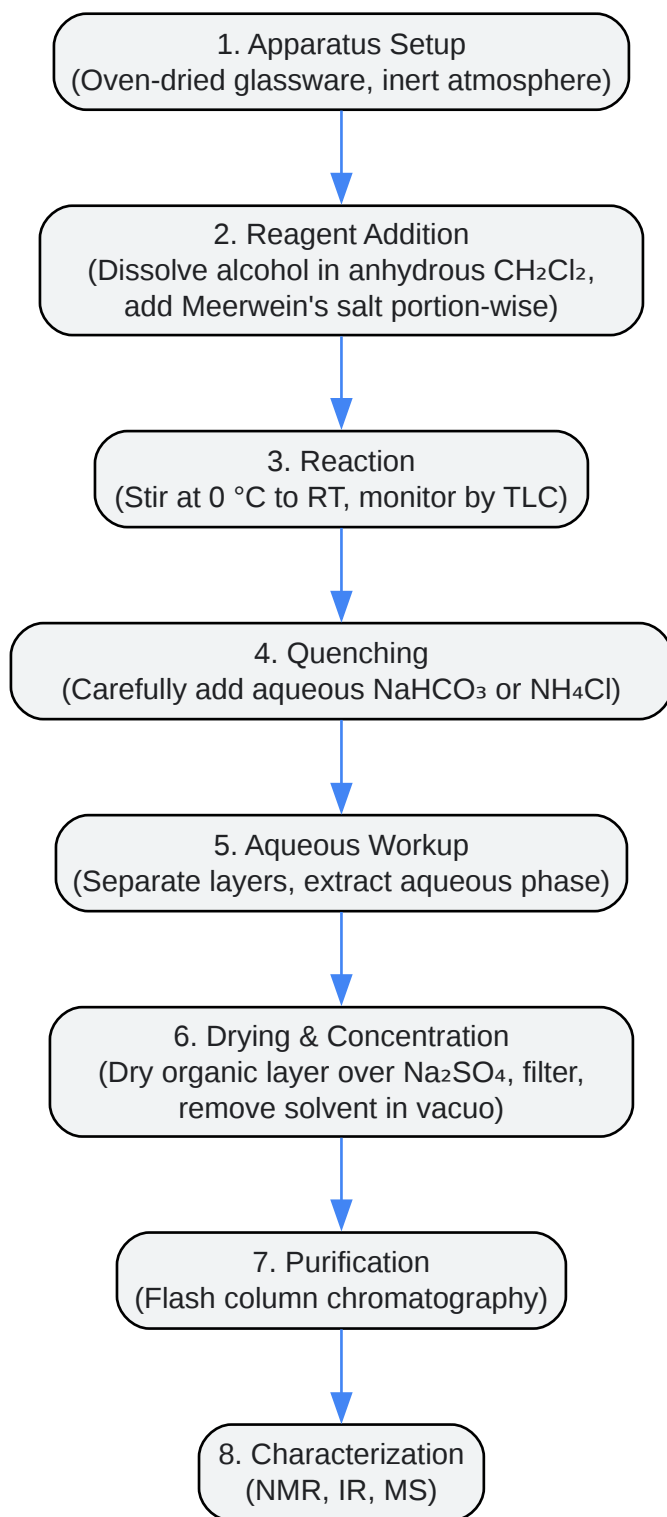 1. Apparatus Setup
(Oven-dried glassware, inert atmosphere)
2. Reagent Addition
(Dissolve alcohol in anhydrous CH₂Cl₂,
add Meerwein's salt portion-wise)
3. Reaction
(Stir at 0 °C to RT, monitor by TLC)
4. Quenching
(Carefully add aqueous NaHCO₃ or NH₄Cl)
5. Aqueous Workup
(Separate layers, extract aqueous phase)
6. Drying & Concentration
(Dry organic layer over Na₂SO₄, filter,
remove solvent in vacuo)
7. Purification
(Flash column chromatography)
8. Characterization
(NMR, IR, MS)